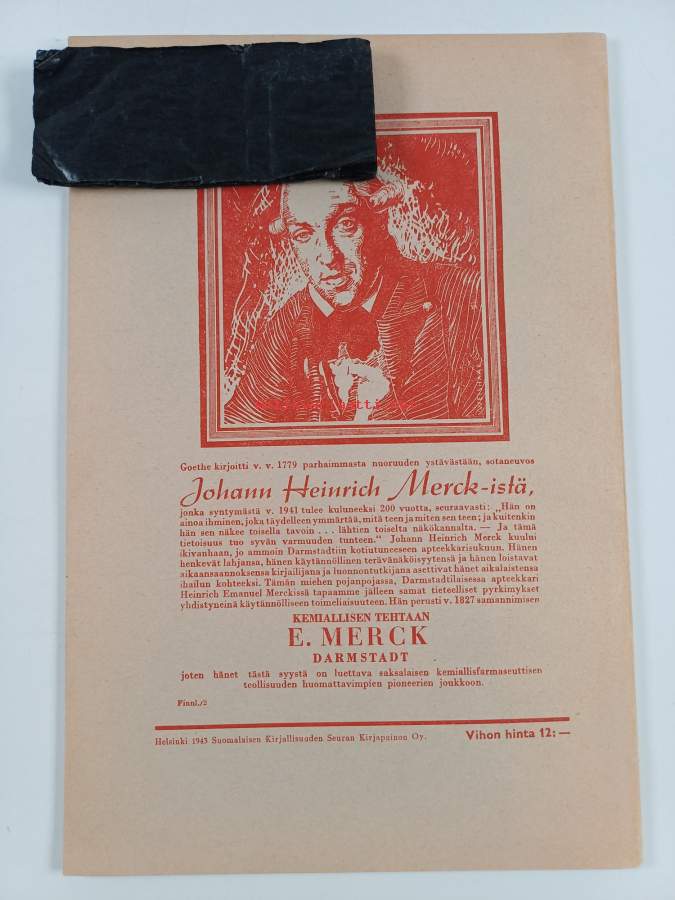 Goethe kirjoitti v. v. 1779 parhaimmasta nuoruuden ystävästään, sotaneuvos
Johann Heinrich Merck-istä,
jonka syntymästä v. 1941 tulee kuluneeksi 200 vuotta, seuraavasti: „Hän on
ainoa ihminen, joka täydelleen ymmärtää, mitä teen ja miten sen teen; ja kuitenkin
hän sen näkee toisella tavoin . . . lähtien toiselta näkökannalta. — Ja tämä
tietoisuus tuo syvän varmuuden tunteen.“ Johann Heinrich Merck kuului
ikivanhaan, jo ammoin Darmstadtiin kotiutuneeseen apteekkarisukuun. Hänen
henkevät lahjansa, hänen käytännöllinen terävänäköisyytensä ja hänen loistavat
aikaansaannoksensa kirjailijana ja luonnontutkijana asettivat hänet aikalaistensa
ihailun kohteeksi. Tämän miehen pojanpojassa, Darmstadtilaisessa apteekkari
Heinrich Emanuel Merckissä tapaamme jälleen samat tieteelliset pyrkimykset
yhdistyneinä käytännölliseen toimeliaisuuteen. Hän perusti v. 1827 samannimisen
KEMIALLISEN TEHTAAN
E. MERCK
DARMSTADT
joten hänet tästä syystä on luettava saksalaisen kemiallisfarmaseuttisen
teollisuuden huomattavimpien pioneerien joukkoon.
Finnl./2
Helsinki 1943 Suomalaisen Kirjallisuuden Seuran Kirjapainon Oy.
Vihon hinta 12: —